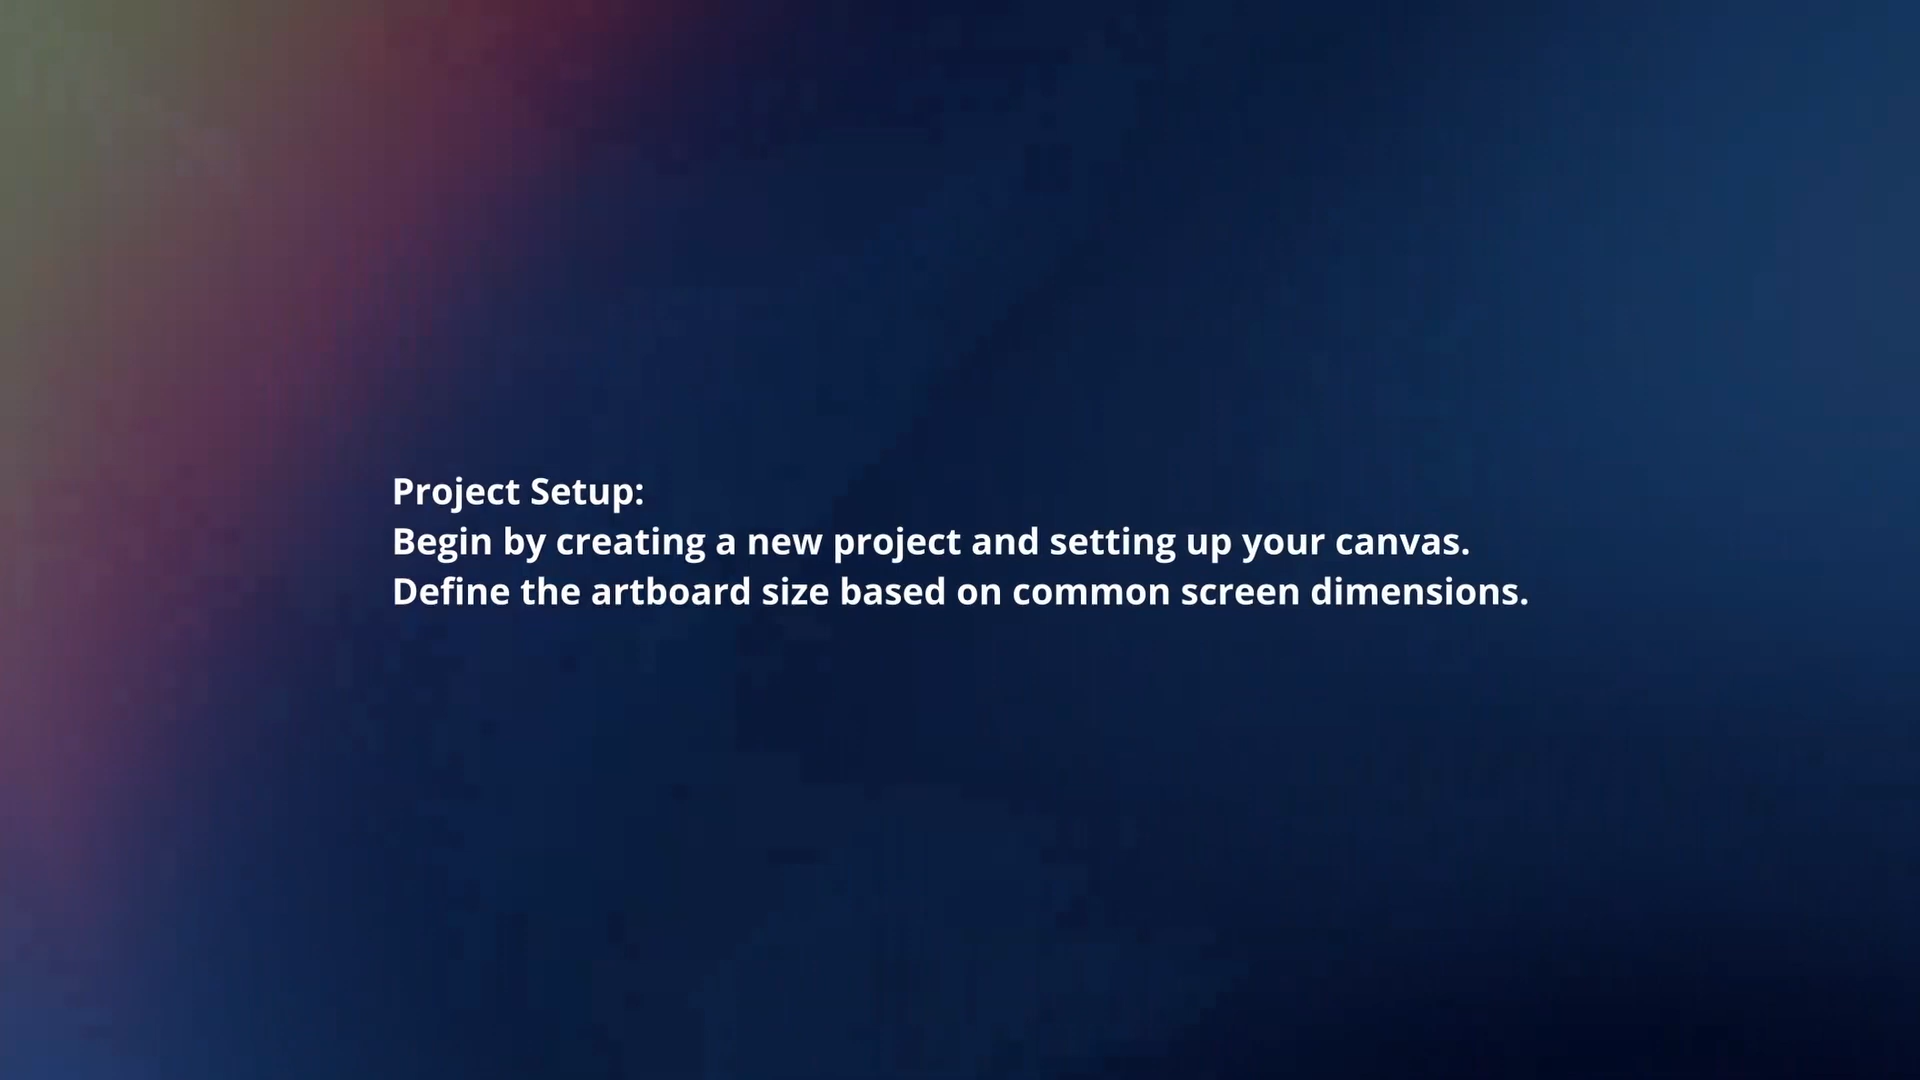 Project Setup:
Begin by creating a new project and setting up your canvas.
Define the artboard size based on common screen dimensions.